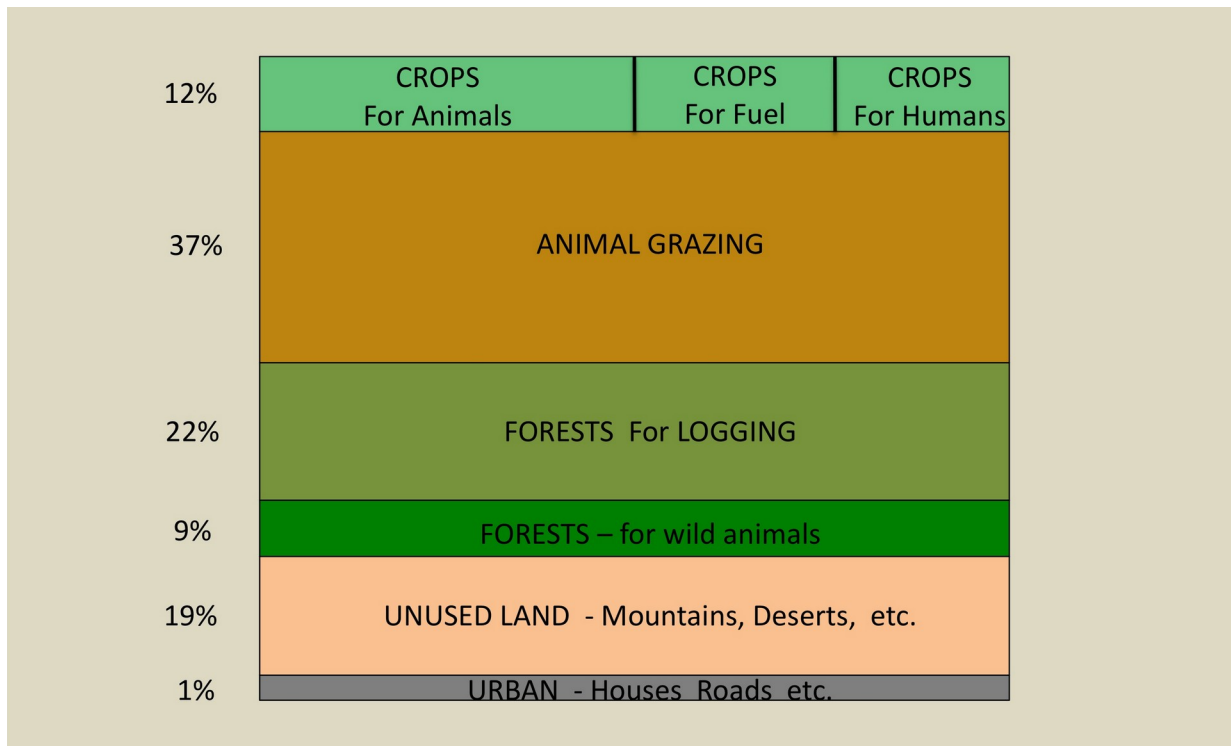 12%
CROPS
For Animals
CROPS
For Fuel
CROPS
For Humans
37%
ANIMAL GRAZING
22%
FORESTS For LOGGING
9%
FORESTS – for wild animals
19%
UNUSED LAND - Mountains, Deserts, etc.
1%
URBAN - Houses Roads etc.